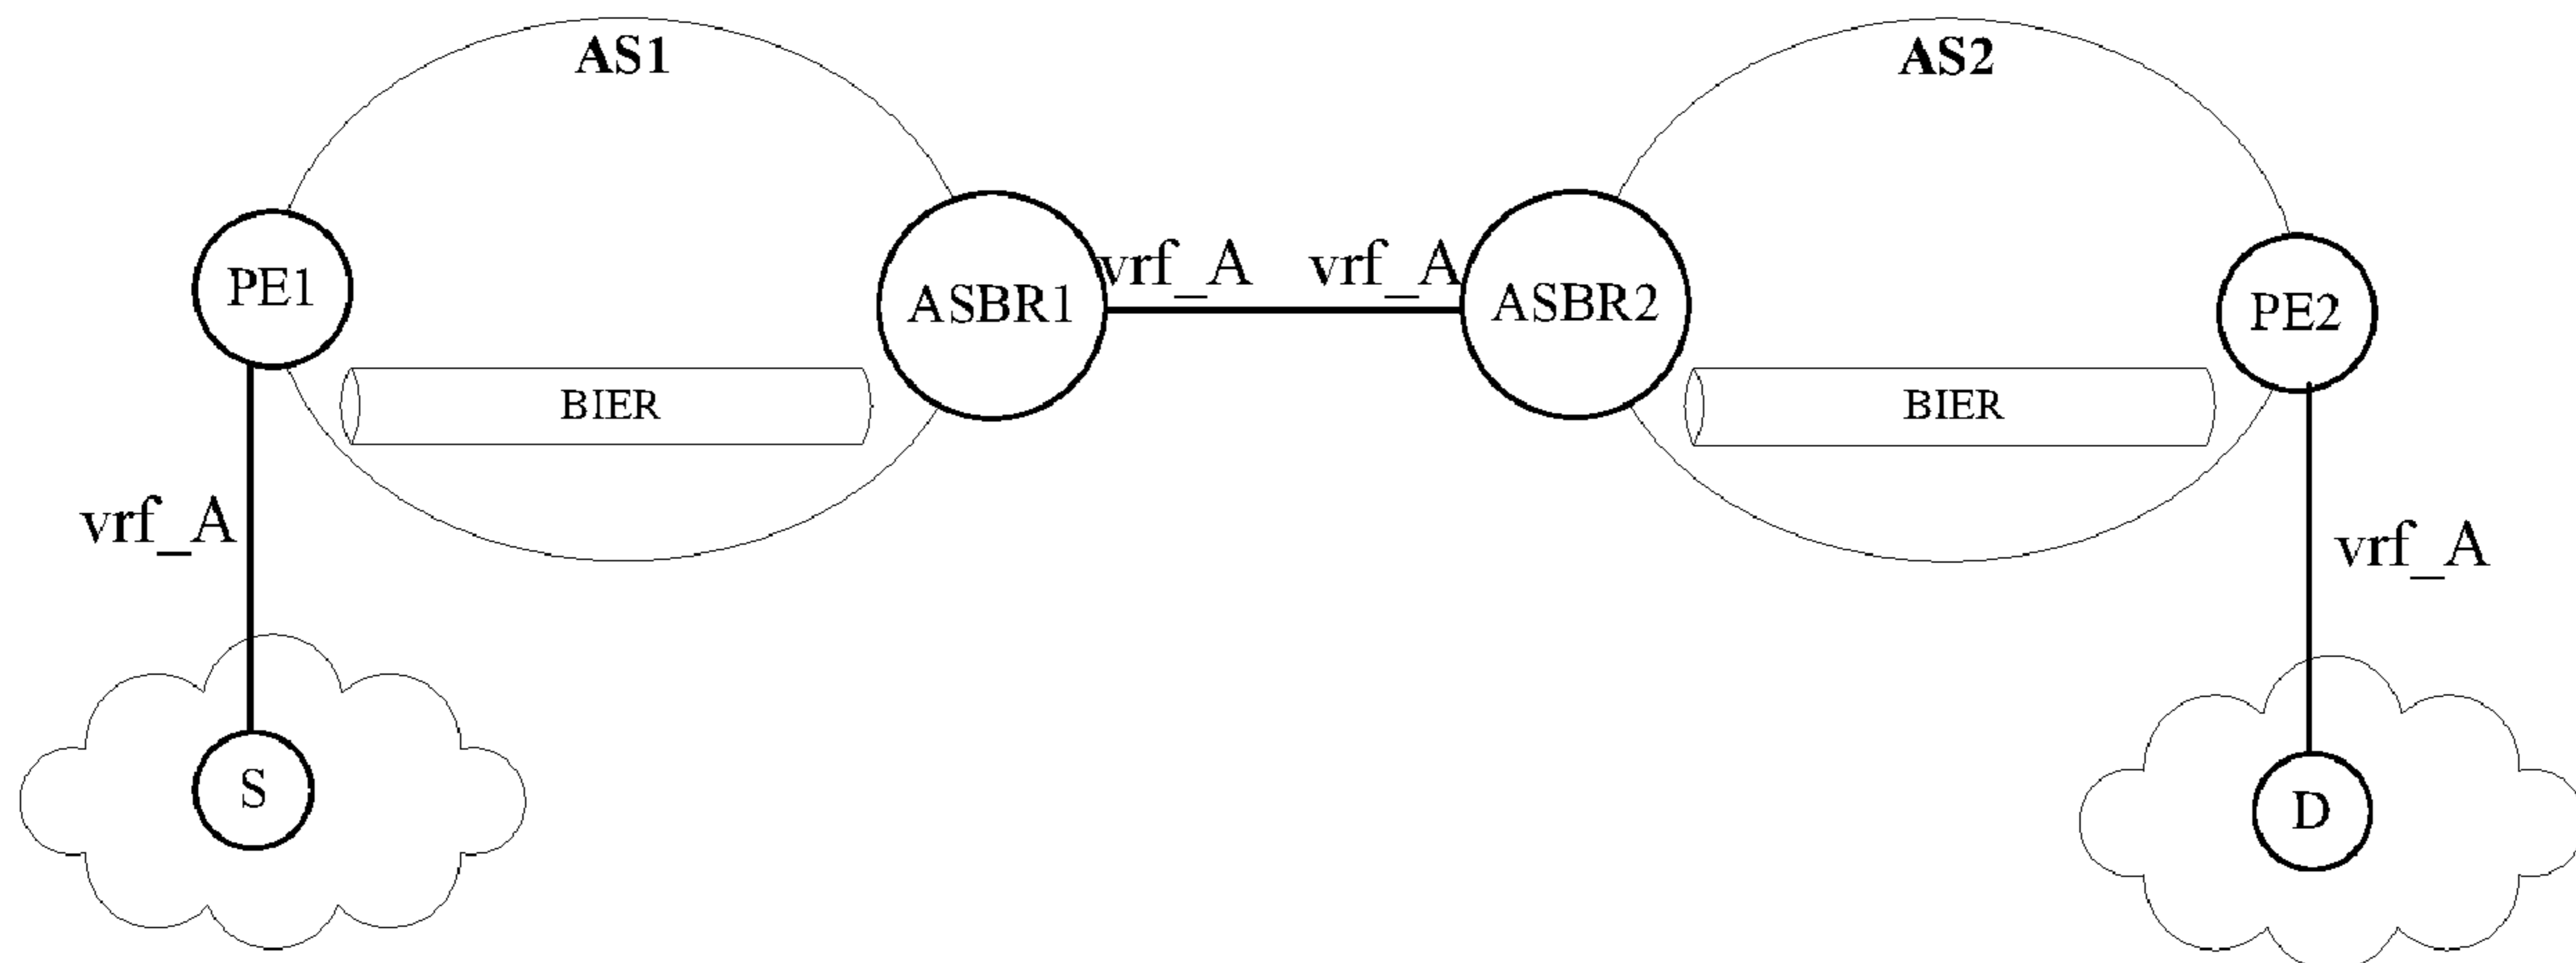 AS1
AS2
PE1
ASBR1
vrf_A
vrf_A
ASBR2
PE2
BIER
BIER
vrf_A
vrf_A
S
D